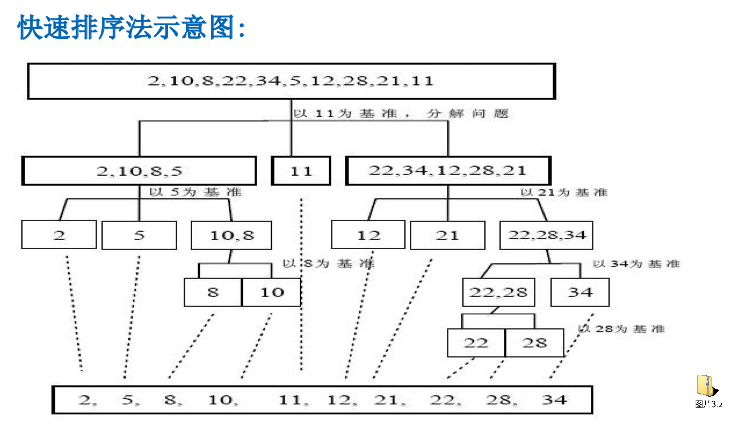 快速排序法示意图:
2,10,8,22,34,5,12,28,21,11
以11为基准，分解问题
2,10,8,5
11
22,34,12,28,21
以5为基准
以21为基准
2
5
10,8
12
21
22,28,34
以8为基准
以34为基准
8
10
22,28
34
以28为基准
22
28
2, 5, 8, 10, 11, 12, 21, 22, 28, 34